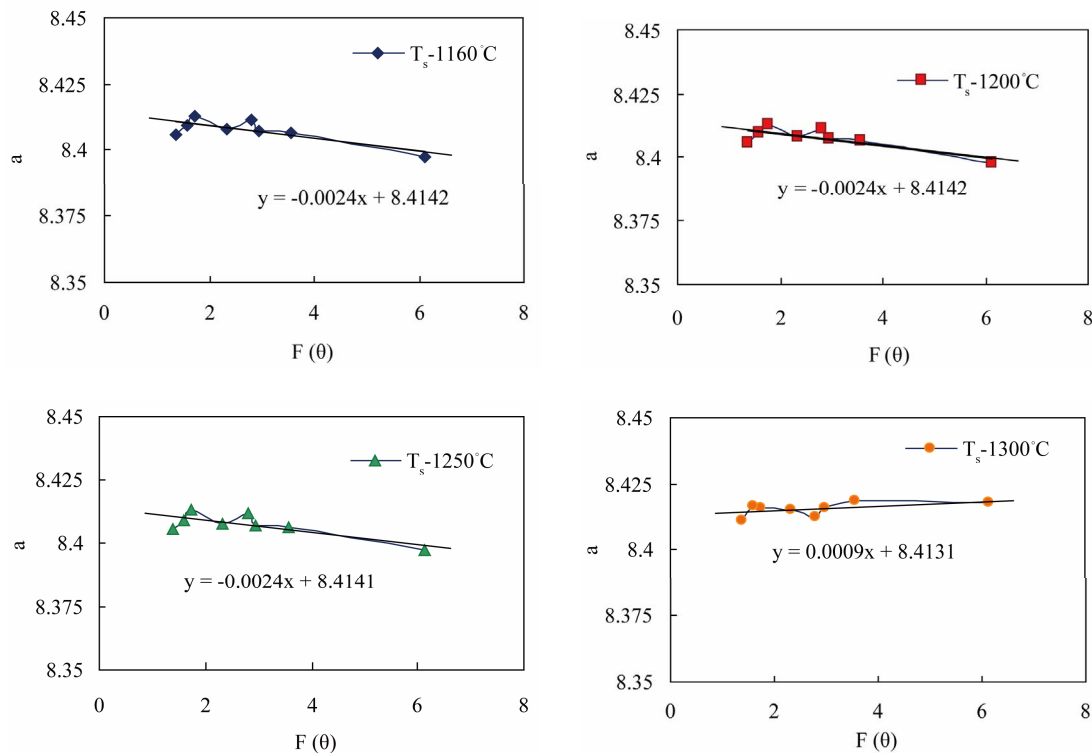 8.45
8.425
8.4
8.375
8.35
a
Tₛ-1160°C
y = -0.0024x + 8.4142
0 2 4 6 8
F (θ)
8.45
8.425
8.4
8.375
8.35
a
Tₛ-1200°C
y = -0.0024x + 8.4142
0 2 4 6 8
F (θ)
8.45
8.425
8.4
8.375
8.35
a
Tₛ-1250°C
y = -0.0024x + 8.4141
0 2 4 6 8
F (θ)
8.45
8.425
8.4
8.375
8.35
a
Tₛ-1300°C
y = 0.0009x + 8.4131
0 2 4 6 8
F (θ)